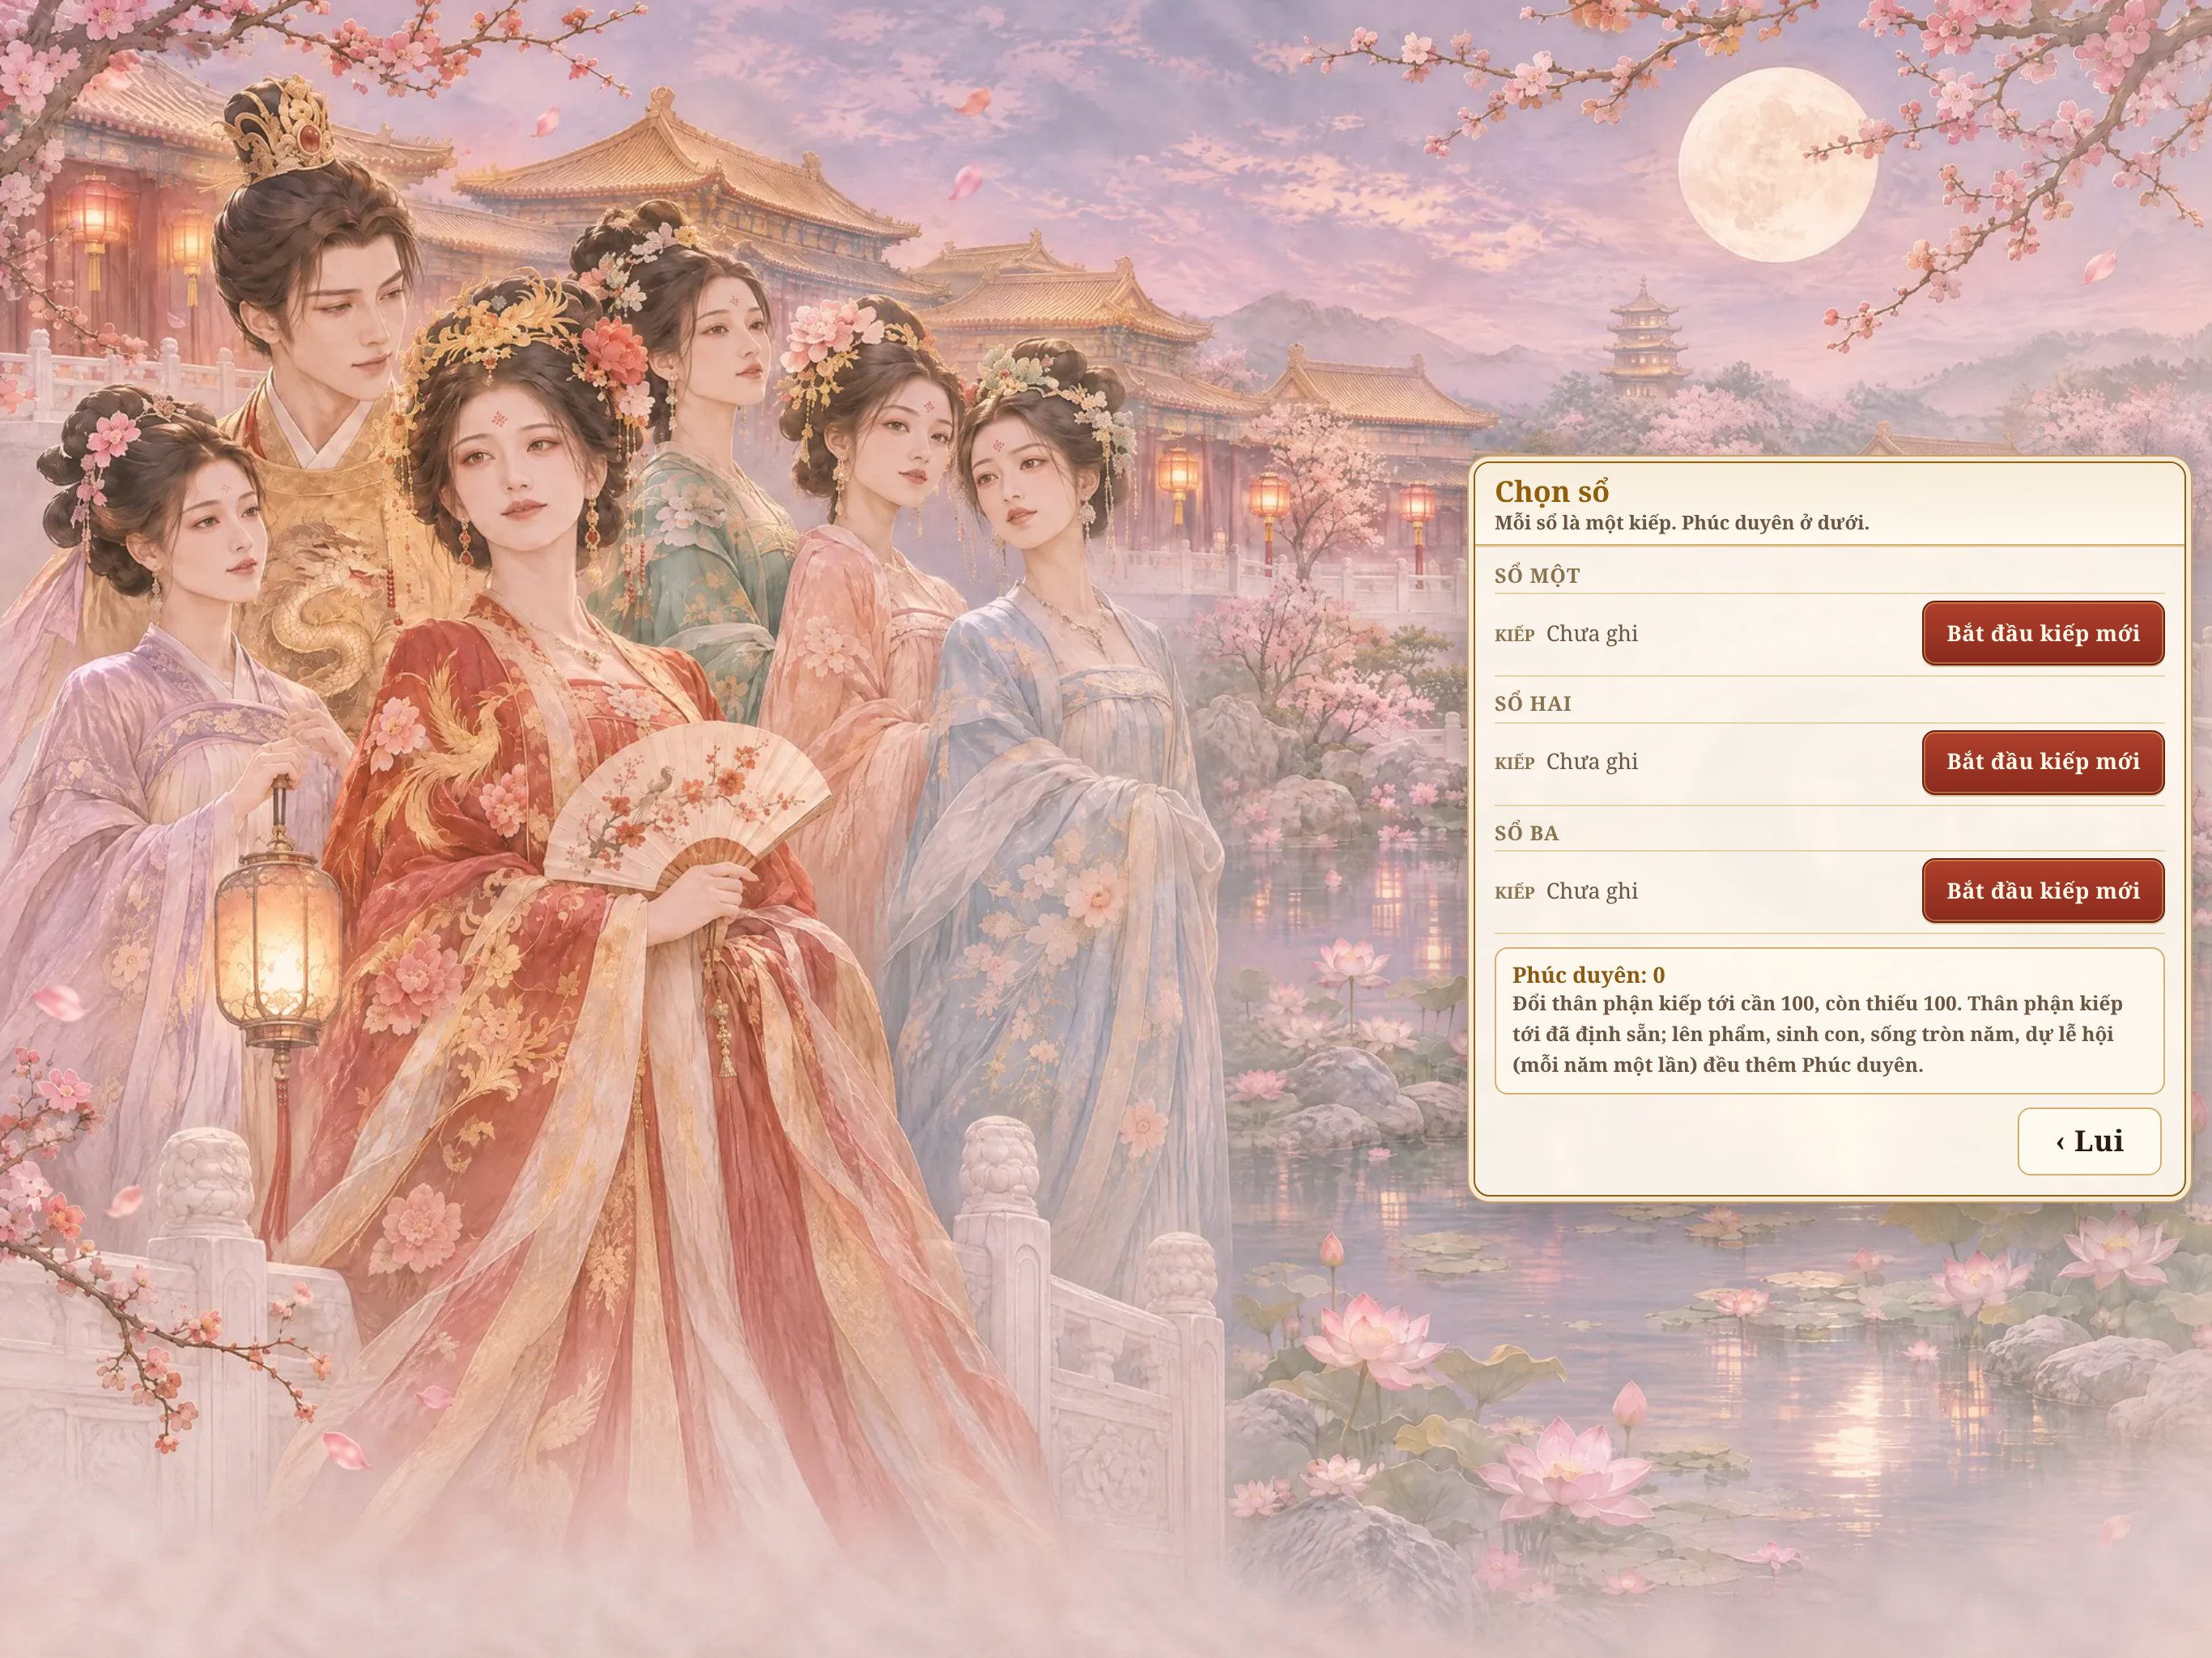 Chọn sổ
Mỗi sổ là một kiếp. Phúc duyên ở dưới.
SỔ MỘT
KIẾP Chưa ghi
Bắt đầu kiếp mới
SỔ HAI
KIẾP Chưa ghi
Bắt đầu kiếp mới
SỔ BA
KIẾP Chưa ghi
Bắt đầu kiếp mới
Phúc duyên: 0
Đổi thân phận kiếp tới cần 100, còn thiếu 100. Thân phận kiếp
tới đã định sẵn; lên phẩm, sinh con, sống tròn năm, dự lễ hội
(mỗi năm một lần) đều thêm Phúc duyên.
‹ Lui